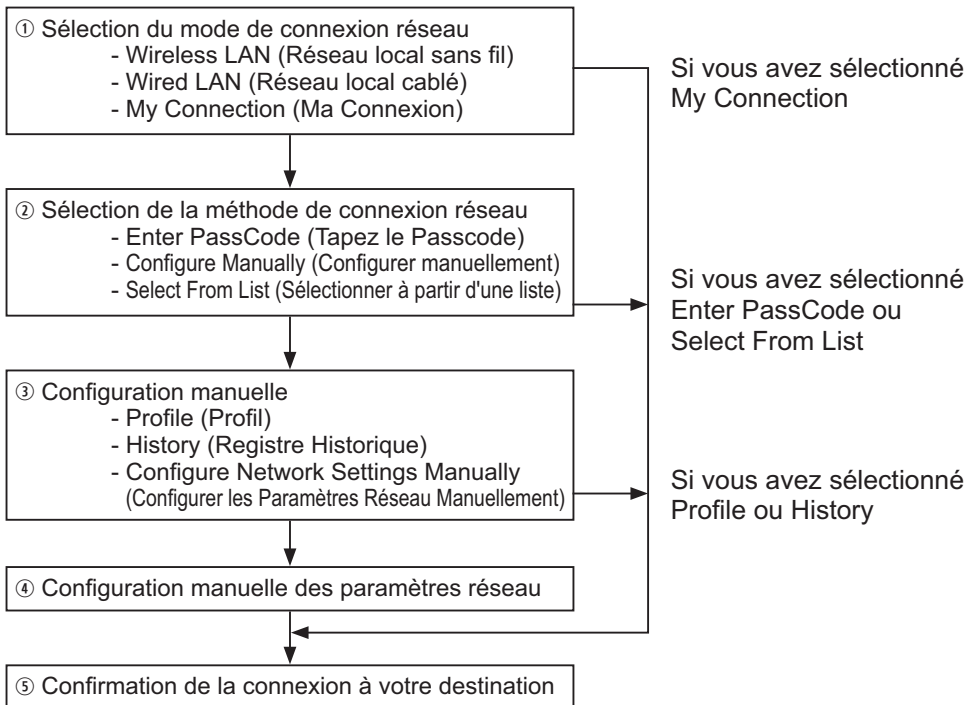 ① Sélection du mode de connexion réseau
- Wireless LAN (Réseau local sans fil)
- Wired LAN (Réseau local cablé)
- My Connection (Ma Connexion)
Si vous avez sélectionné
My Connection
② Sélection de la méthode de connexion réseau
- Enter PassCode (Tapez le Passcode)
- Configure Manually (Configurer manuellement)
- Select From List (Sélectionner à partir d'une liste)
Si vous avez sélectionné
Enter PassCode ou
Select From List
③ Configuration manuelle
- Profile (Profil)
- History (Registre Historique)
- Configure Network Settings Manually
(Configurer les Paramètres Réseau Manuellement)
Si vous avez sélectionné
Profile ou History
④ Configuration manuelle des paramètres réseau
⑤ Confirmation de la connexion à votre destination